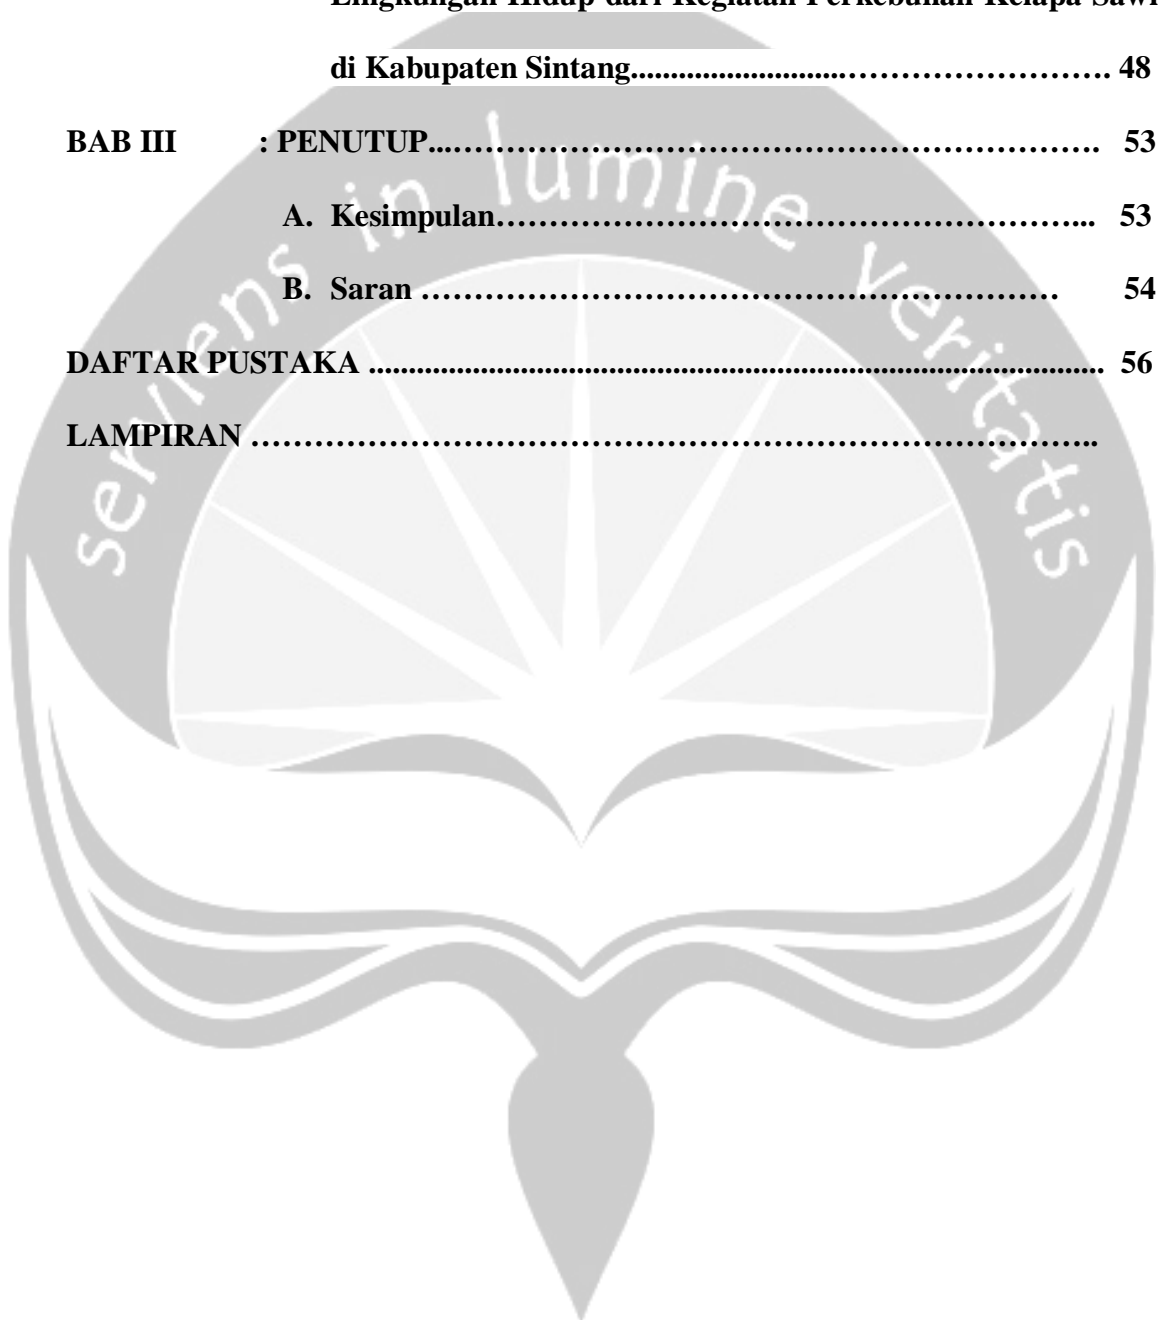 Lingkungan Hidup dari Kegiatan Perkebunan Kelapa Sawi
di Kabupaten Sintang...........................…………………… 48
BAB III : PENUTUP...………………………………………………. 53
A. Kesimpulan………………………………………………... 53
B. Saran ………………………………………………… 54
DAFTAR PUSTAKA ............................................................................................. 56
LAMPIRAN …………………………………………………………………..
serviens in lumine veritatis